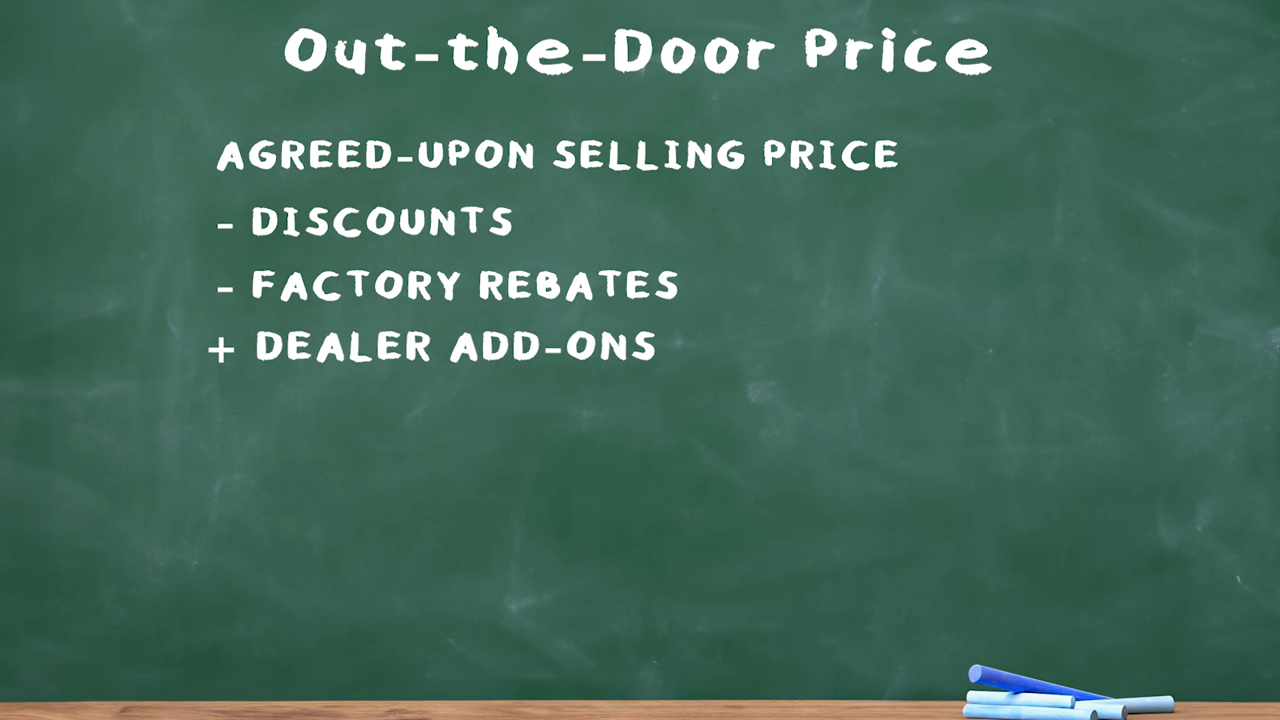 Out-the-Door Price
AGREED-UPON SELLING PRICE
- DISCOUNTS
- FACTORY REBATES
+ DEALER ADD-ONS